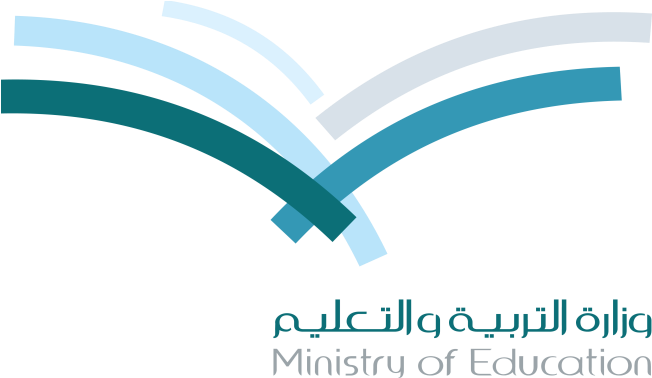 وزارة التربية والتعليم
Ministry of Education